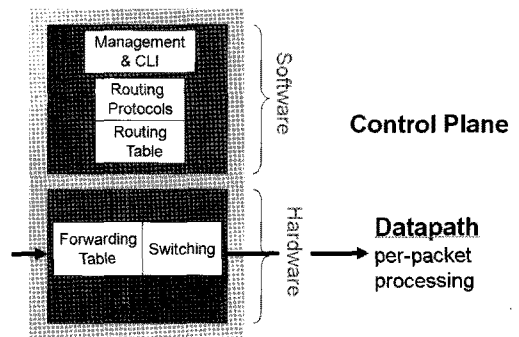 Management
& CLI
Routing
Protocols
Routing
Table
Software
Control Plane
Forwarding
Table
Switching
Hardware
Datapath
per-packet
processing